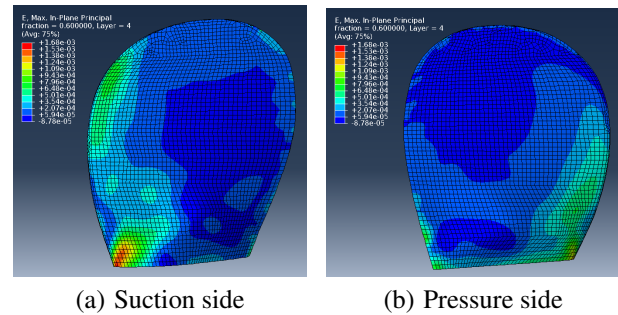 E, Max. In-Plane Principal
fraction = 0.600000, Layer = 4
(Avg: 75%)
+1.68e-03
+1.53e-03
+1.38e-03
+1.24e-03
+1.09e-03
+9.43e-04
+7.96e-04
+6.48e-04
+5.01e-04
+3.54e-04
+2.07e-04
+5.94e-05
-8.78e-05
E, Max. In-Plane Principal
fraction = 0.600000, Layer = 4
(Avg: 75%)
+1.68e-03
+1.53e-03
+1.38e-03
+1.24e-03
+1.09e-03
+9.43e-04
+7.96e-04
+6.48e-04
+5.01e-04
+3.54e-04
+2.07e-04
+5.94e-05
-8.78e-05
(a) Suction side
(b) Pressure side